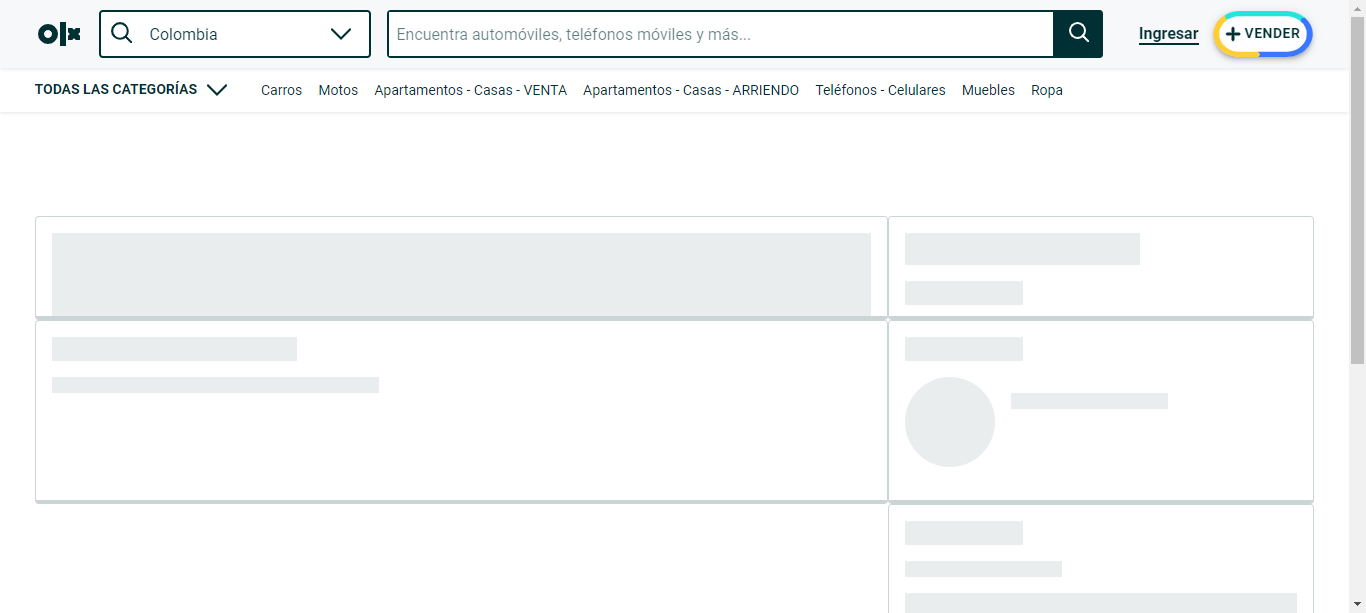 olx Colombia Encuentra automóviles, teléfonos móviles y más... Ingresar VENDER
TODAS LAS CATEGORÍAS Carros Motos Apartamentos - Casas - VENTA Apartamentos - Casas - ARRIENDO Teléfonos - Celulares Muebles Ropa